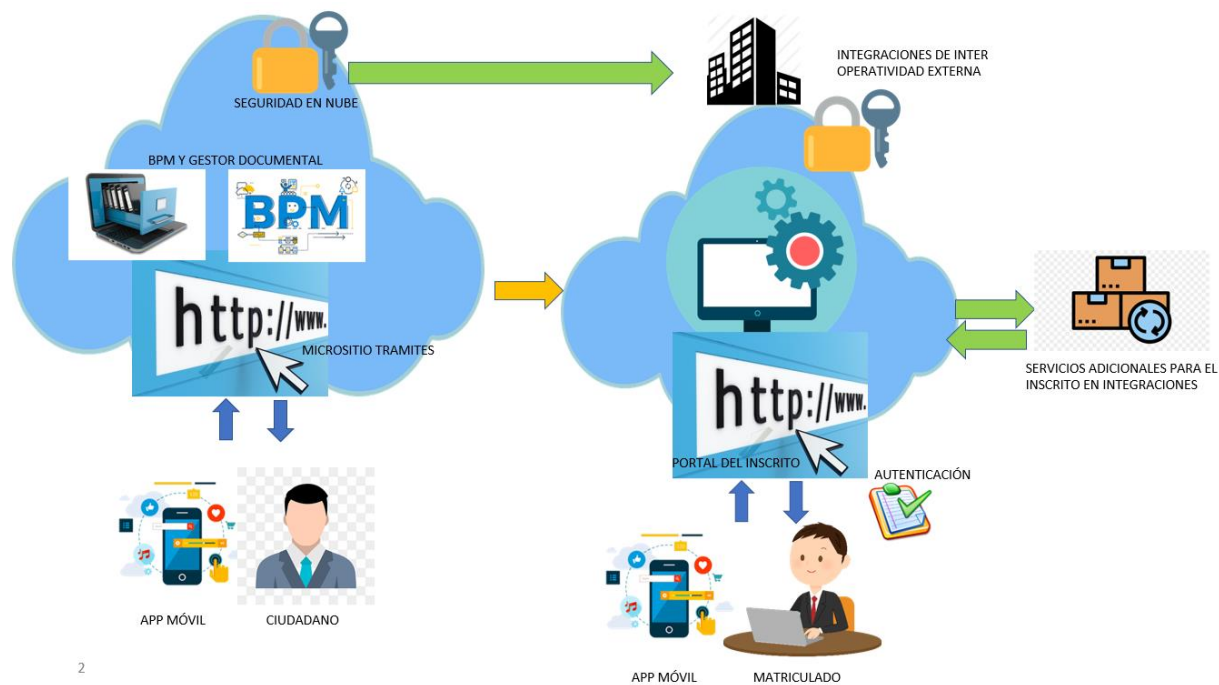 INTEGRACIONES DE INTER
OPERATIVIDAD EXTERNA
SEGURIDAD EN NUBE
BPM Y GESTOR DOCUMENTAL
BPM
http://www.
MICROSITIO TRAMITES
SERVICIOS ADICIONALES PARA EL
INSCRITO EN INTEGRACIONES
http://www.
PORTAL DEL INSCRITO
AUTENTICACIÓN
APP MÓVIL
CIUDADANO
APP MÓVIL
MATRICULADO
2